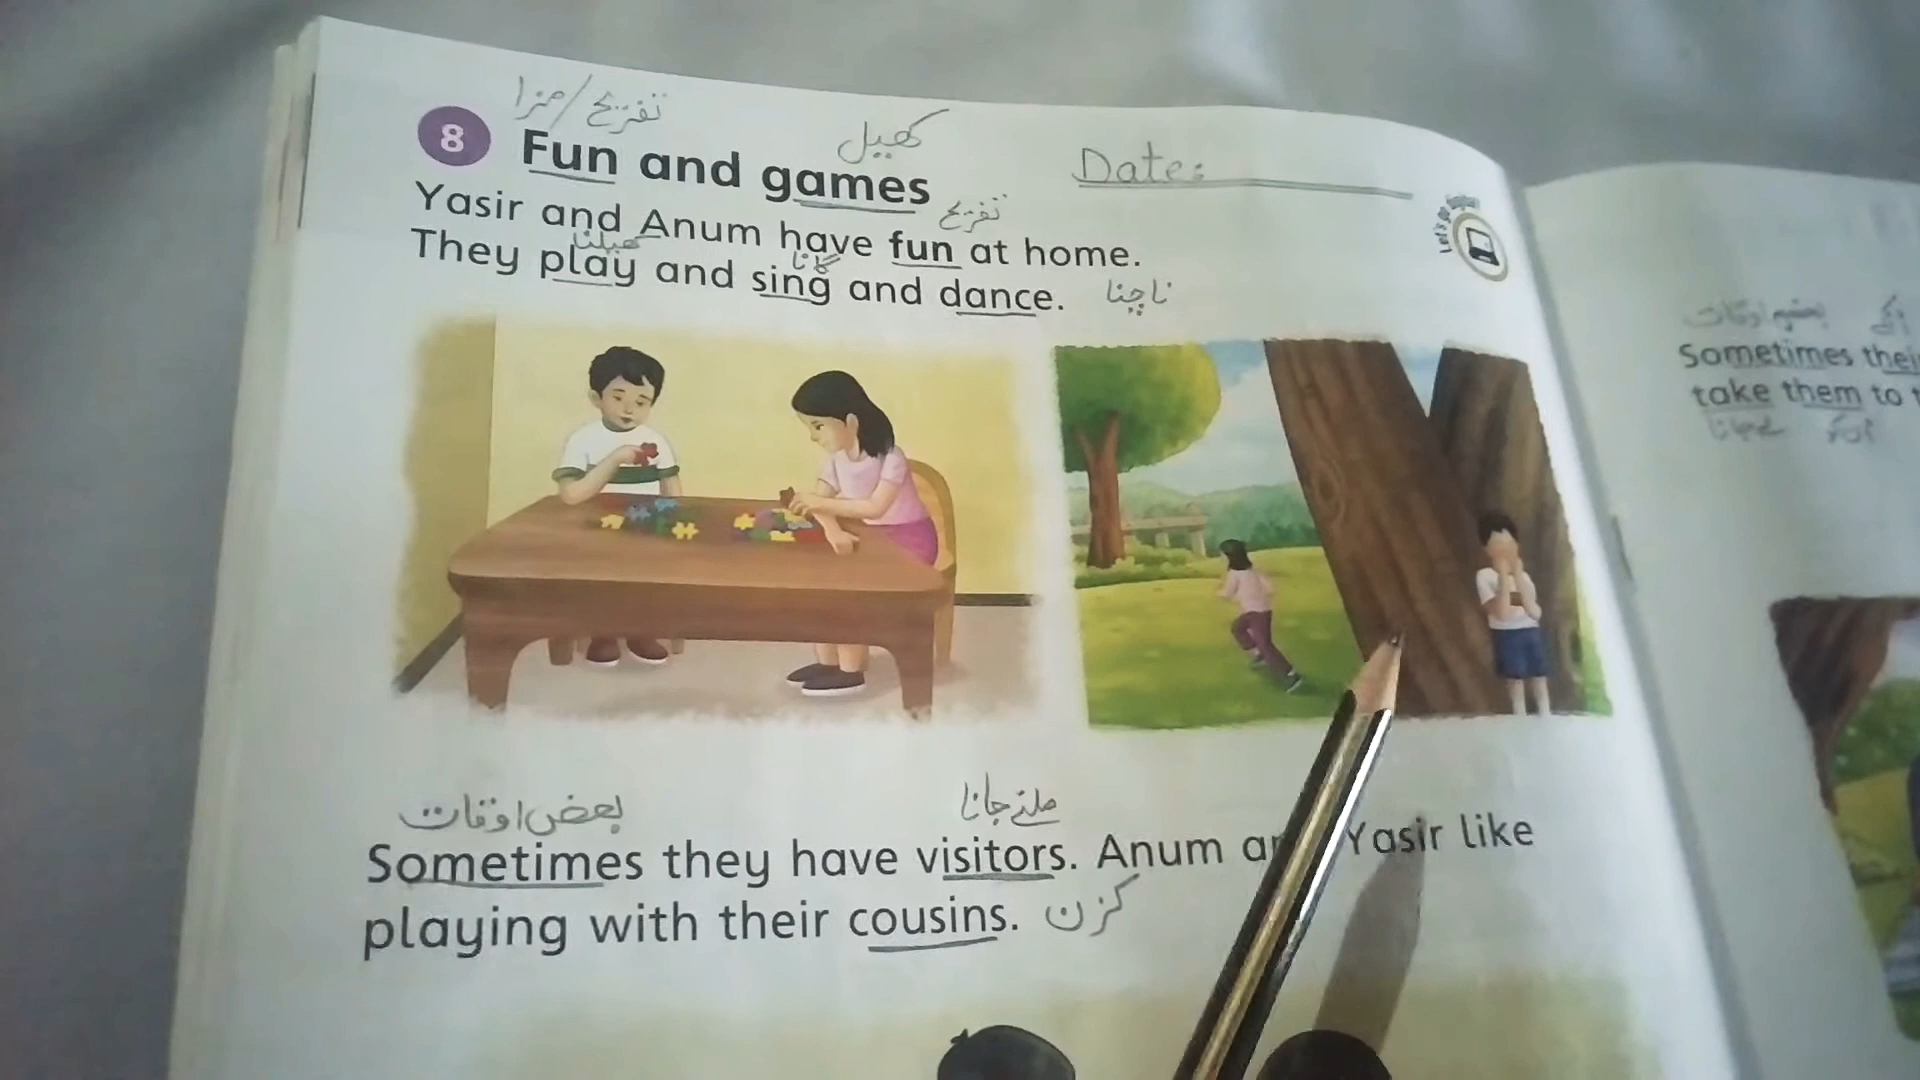 تفریح/مزا
کھیل
8 Fun and games
Date:
Yasir and Anum have fun at home.
تفریح
کھیلنا
گانا
They play and sing and dance. ناچنا
بعض اوقات
ملنے جانا
Sometimes they have visitors. Anum Yasir like
playing with their cousins. کزن
بعض اوقات
Sometimes
take them to